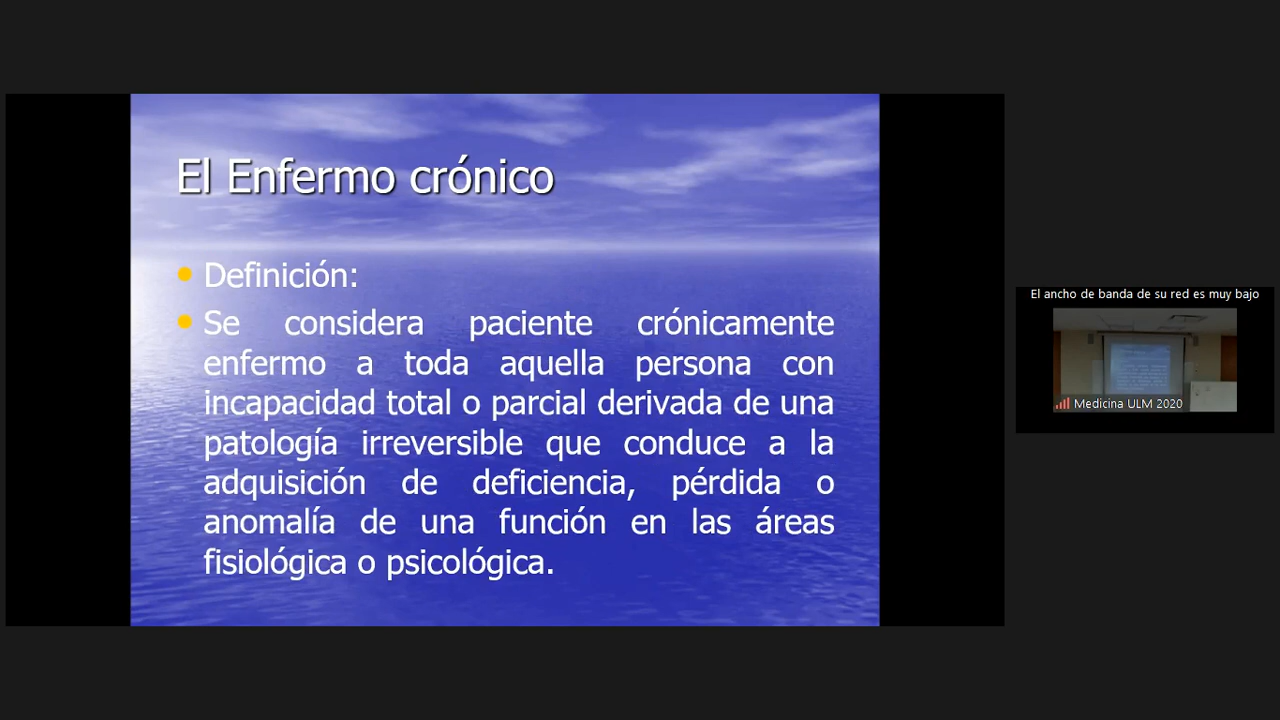 El Enfermo crónico
Definición:
Se considera paciente crónicamente
enfermo a toda aquella persona con
incapacidad total o parcial derivada de una
patología irreversible que conduce a la
adquisición de deficiencia, pérdida o
anomalía de una función en las áreas
fisiológica o psicológica.
El ancho de banda de su red es muy bajo
Medicina ULM 2020